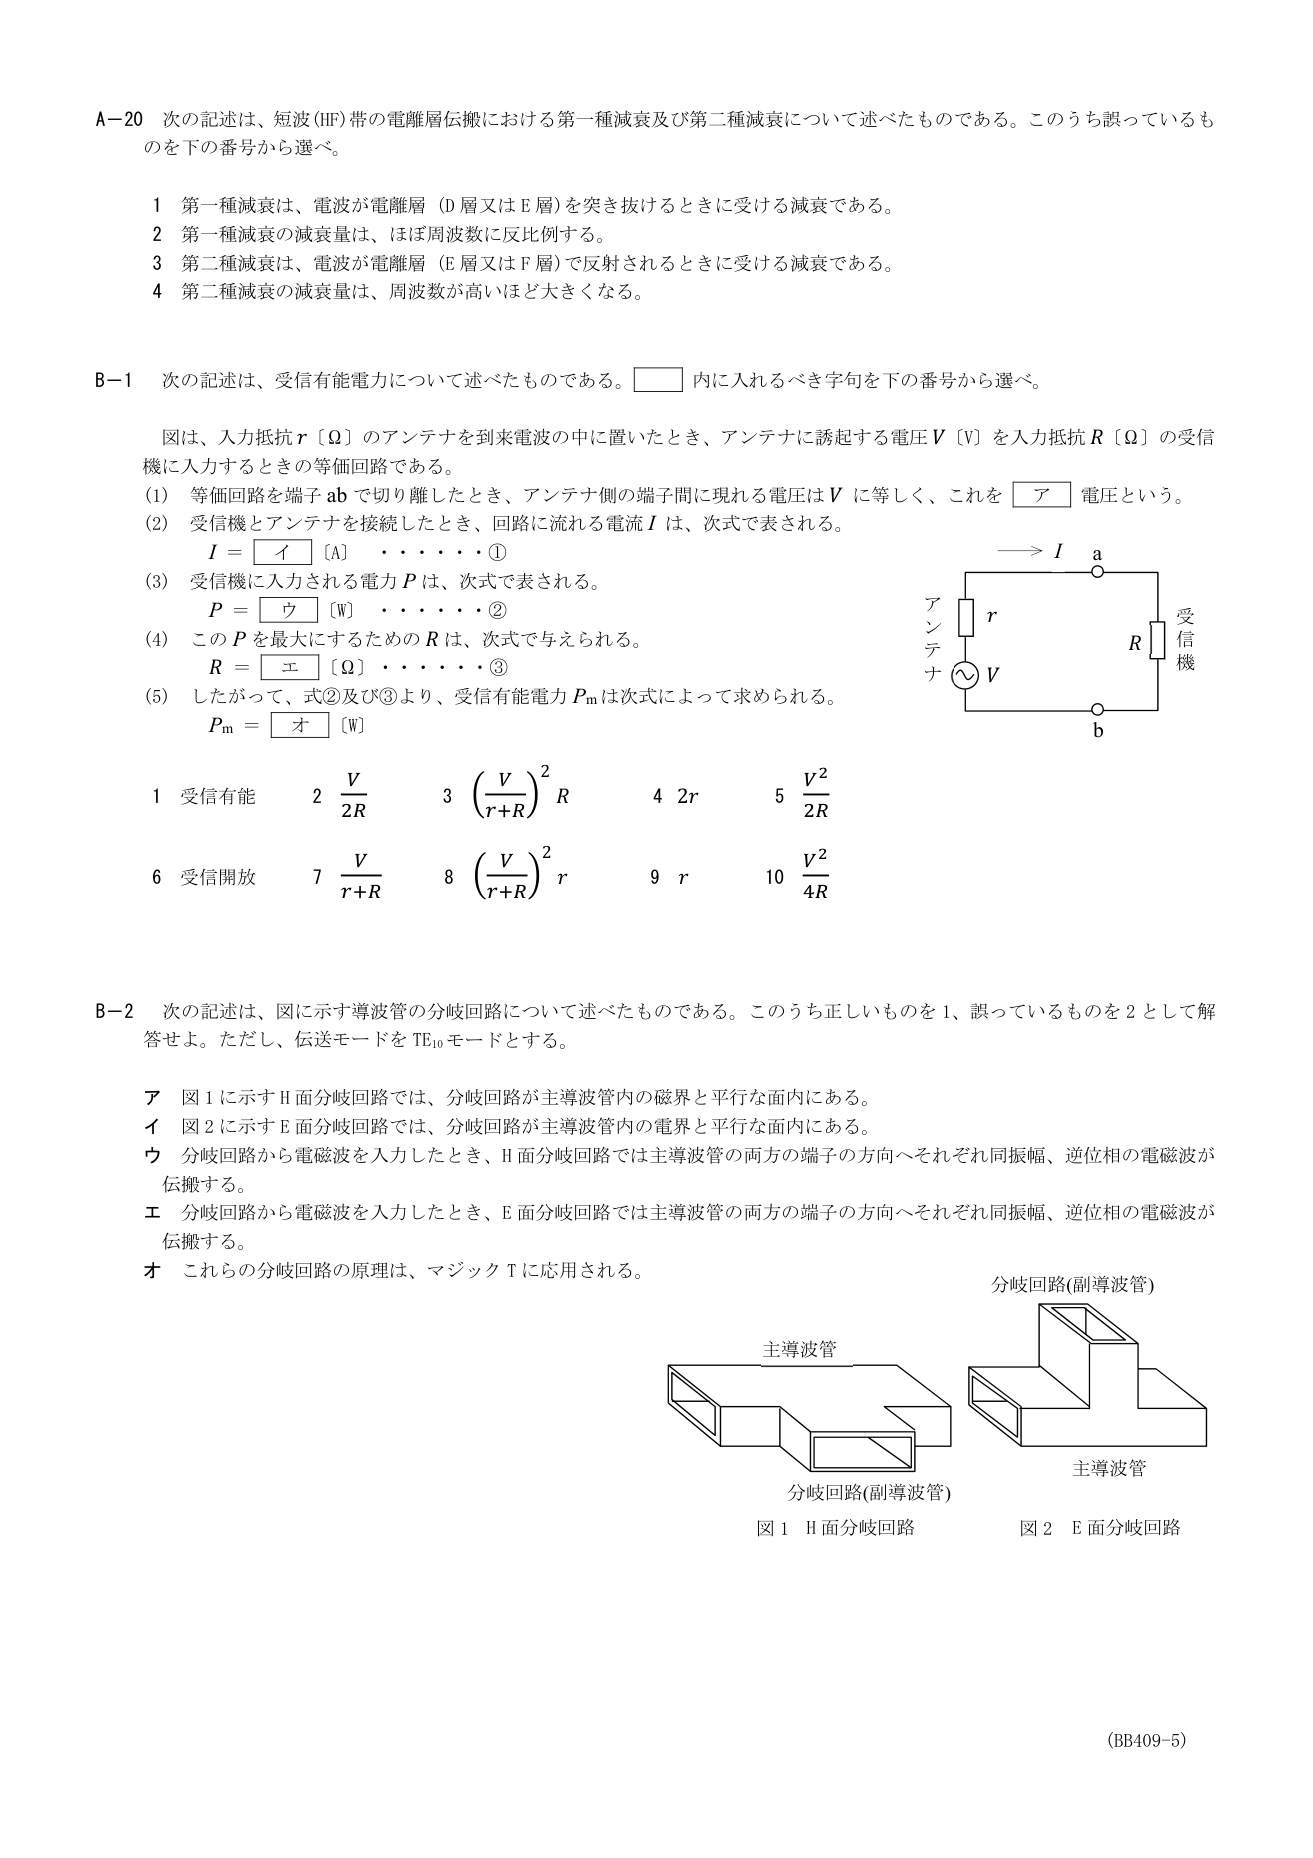 A－20　次の記述は、短波(HF)帯の電離層伝搬における第一種減衰及び第二種減衰について述べたものである。このうち誤っているも
のを下の番号から選べ。
1　第一種減衰は、電波が電離層（D層又はE層)を突き抜けるときに受ける減衰である。
2　第一種減衰の減衰量は、ほぼ周波数に反比例する。
3　第二種減衰は、電波が電離層（E層又はF層)で反射されるときに受ける減衰である。
4　第二種減衰の減衰量は、周波数が高いほど大きくなる。
B－1　次の記述は、受信有能電力について述べたものである。□内に入れるべき字句を下の番号から選べ。
図は、入力抵抗r〔Ω〕のアンテナを到来電波の中に置いたとき、アンテナに誘起する電圧V〔V〕を入力抵抗R〔Ω〕の受信
機に入力するときの等価回路である。
(1)　等価回路を端子abで切り離したとき、アンテナ側の端子間に現れる電圧はVに等しく、これを ア 電圧という。
(2)　受信機とアンテナを接続したとき、回路に流れる電流Iは、次式で表される。
I = イ〔A〕　・・・・・・①
(3)　受信機に入力される電力Pは、次式で表される。
P = ウ〔W〕　・・・・・・②
(4)　このPを最大にするためのRは、次式で与えられる。
R = エ〔Ω〕・・・・・・③
(5)　したがって、式②及び③より、受信有能電力Pmは次式によって求められる。
Pm = オ〔W〕
I a
アンテナ r V R 受信機
b
1　受信有能　2　V/2R　3　(V/(r+R))²R　4　2r　5　V²/2R
6　受信開放　7　V/(r+R)　8　(V/(r+R))²r　9　r　10　V²/4R
B－2　次の記述は、図に示す導波管の分岐回路について述べたものである。このうち正しいものを1、誤っているものを2として解
答せよ。ただし、伝送モードをTE₁₀モードとする。
ア　図1に示すH面分岐回路では、分岐回路が主導波管内の磁界と平行な面内にある。
イ　図2に示すE面分岐回路では、分岐回路が主導波管内の電界と平行な面内にある。
ウ　分岐回路から電磁波を入力したとき、H面分岐回路では主導波管の両方の端子の方向へそれぞれ同振幅、逆位相の電磁波が
伝搬する。
エ　分岐回路から電磁波を入力したとき、E面分岐回路では主導波管の両方の端子の方向へそれぞれ同振幅、逆位相の電磁波が
伝搬する。
オ　これらの分岐回路の原理は、マジックTに応用される。
分岐回路(副導波管)
主導波管
主導波管
分岐回路(副導波管)
図1　H面分岐回路　図2　E面分岐回路
(BB409-5)